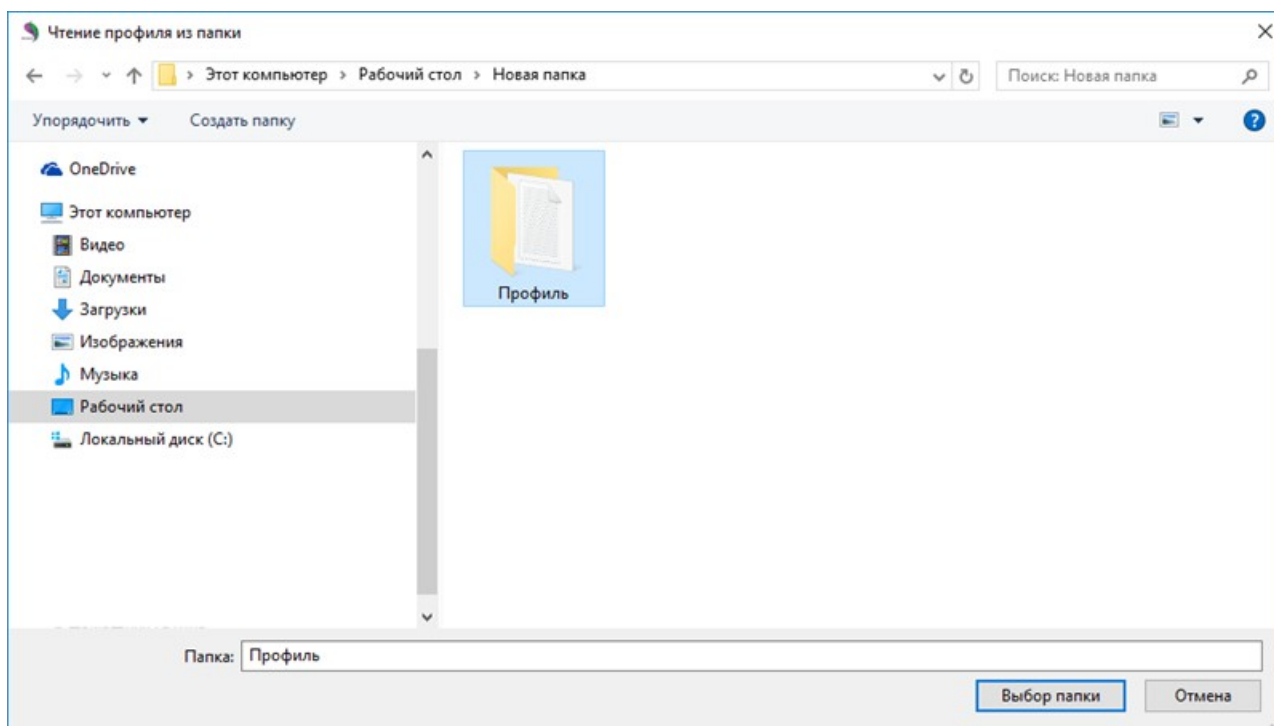 Чтение профиля из папки
Этот компьютер › Рабочий стол › Новая папка
Поиск: Новая папка
Упорядочить
Создать папку
OneDrive
Этот компьютер
Видео
Документы
Загрузки
Изображения
Музыка
Рабочий стол
Локальный диск (C:)
Профиль
Папка: Профиль
Выбор папки
Отмена